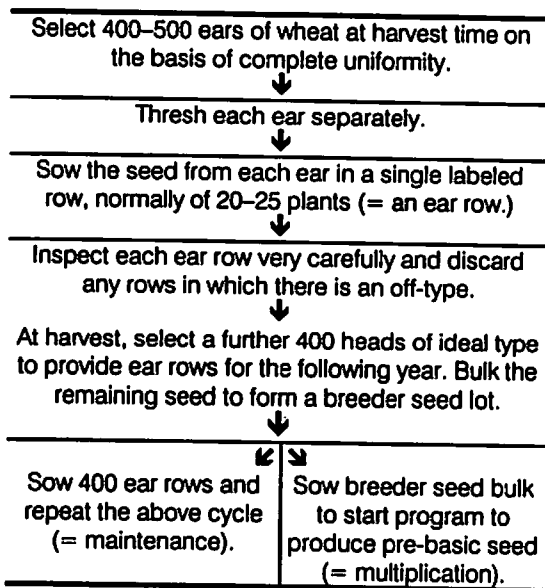 Select 400–500 ears of wheat at harvest time on
the basis of complete uniformity.
Thresh each ear separately.
Sow the seed from each ear in a single labeled
row, normally of 20–25 plants (= an ear row.)
Inspect each ear row very carefully and discard
any rows in which there is an off-type.
At harvest, select a further 400 heads of ideal type
to provide ear rows for the following year. Bulk the
remaining seed to form a breeder seed lot.
Sow 400 ear rows and
repeat the above cycle
(= maintenance).
Sow breeder seed bulk
to start program to
produce pre-basic seed
(= multiplication).